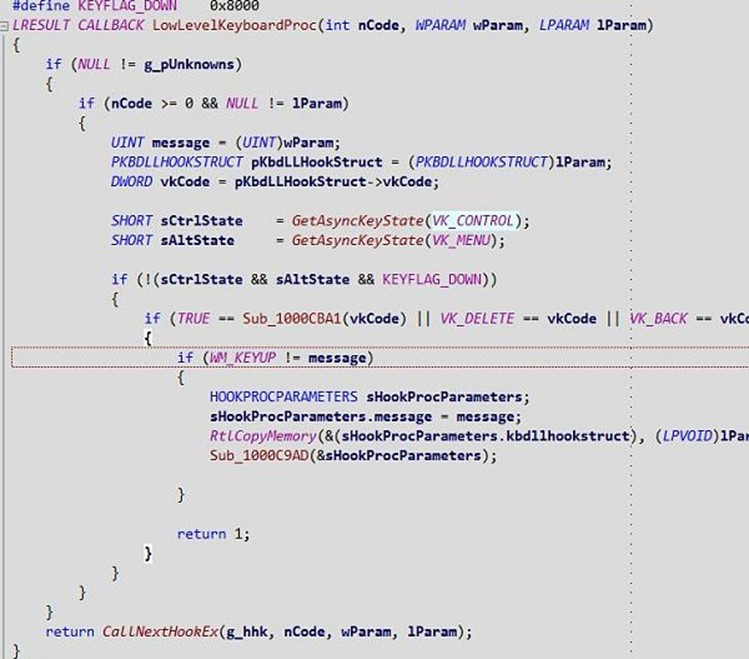 #define KEYFLAG_DOWN    0x8000
LRESULT CALLBACK LowLevelKeyboardProc(int nCode, WPARAM wParam, LPARAM lParam)
{
    if (NULL != g_pUnknowns)
    {
        if (nCode >= 0 && NULL != lParam)
        {
            UINT message = (UINT)wParam;
            PKBDLLHOOKSTRUCT pKbdLLHookStruct = (PKBDLLHOOKSTRUCT)lParam;
            DWORD vkCode = pKbdLLHookStruct->vkCode;
            SHORT sCtrlState    = GetAsyncKeyState(VK_CONTROL);
            SHORT sAltState     = GetAsyncKeyState(VK_MENU);
            if (!(sCtrlState && sAltState && KEYFLAG_DOWN))
            {
                if (TRUE == Sub_1000CBA1(vkCode) || VK_DELETE == vkCode || VK_BACK == vkCo
                {
                    if (WM_KEYUP != message)
                    {
                        HOOKPROCPARAMETERS sHookProcParameters;
                        sHookProcParameters.message = message;
                        RtlCopyMemory(&(sHookProcParameters.kbdllhookstruct), (LPVOID)lPar
                        Sub_1000C9AD(&sHookProcParameters);
                    }
                    return 1;
                }
            }
        }
    }
    return CallNextHookEx(g_hhk, nCode, wParam, lParam);
}